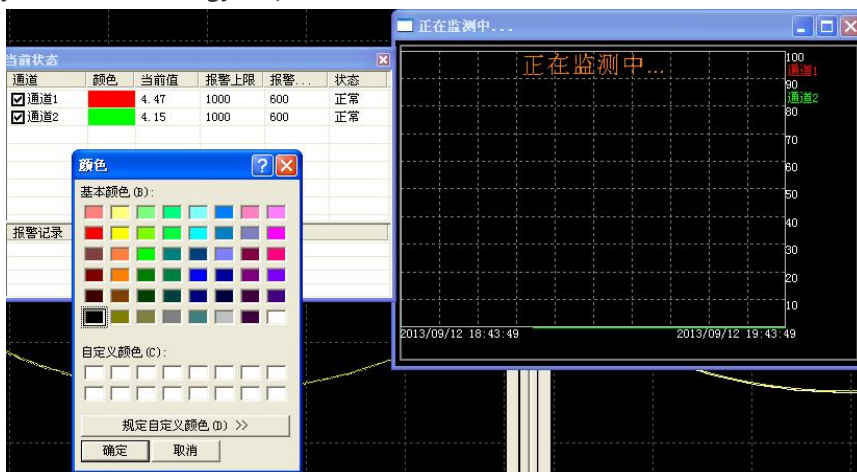 正在监测中...
当前状态
通道 颜色 当前值 报警上限 报警... 状态
通道1 4.47 1000 600 正常
通道2 4.15 1000 600 正常
报警记录
颜色
基本颜色(B):
自定义颜色(C):
规定自定义颜色(D) >>
确定 取消
正在监测中...
100
通道1
90
通道2
80
70
60
50
40
30
20
10
2013/09/12 18:43:49 2013/09/12 19:43:49